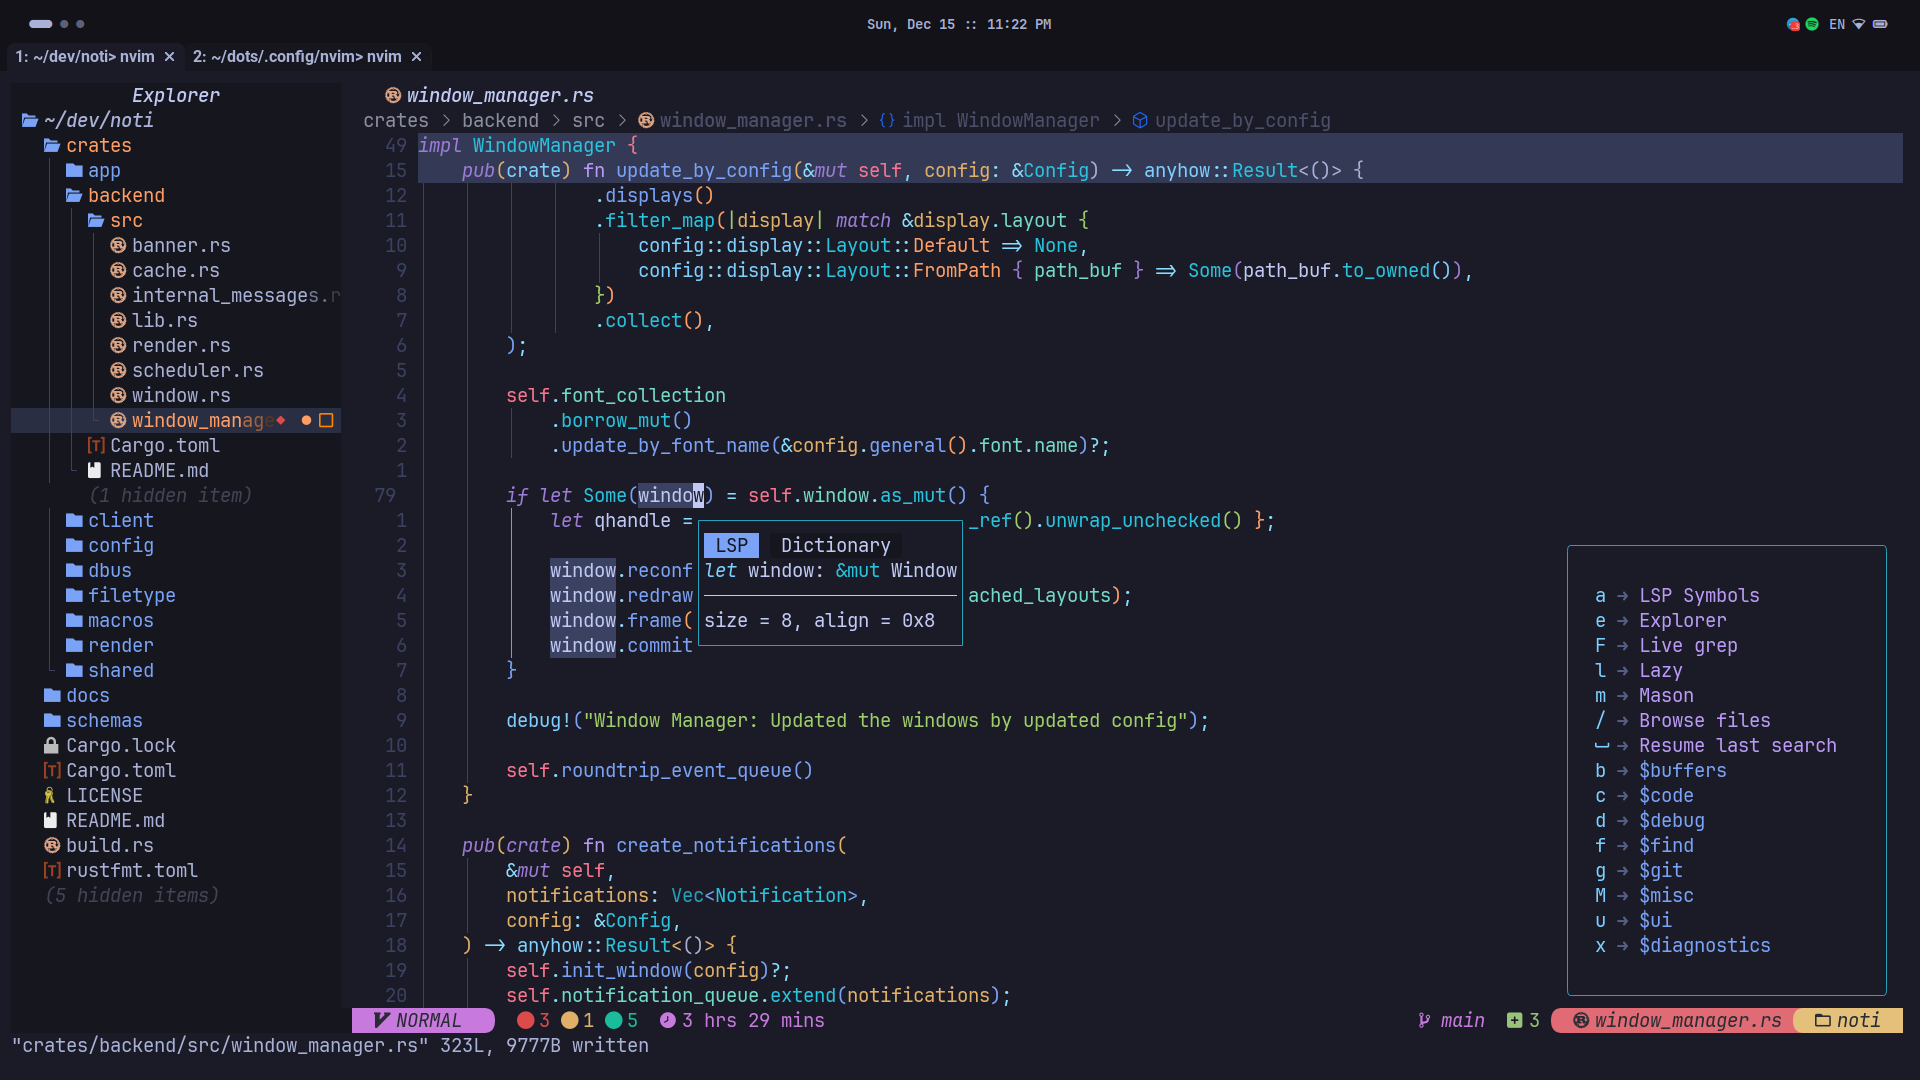 Sun, Dec 15 :: 11:22 PM
EN
1: ~/dev/noti> nvim ✕ 2: ~/dots/.config/nvim> nvim ✕
Explorer
~/dev/noti
crates
app
backend
src
banner.rs
cache.rs
internal_messages.r
lib.rs
render.rs
scheduler.rs
window.rs
window_manage
Cargo.toml
README.md
(1 hidden item)
client
config
dbus
filetype
macros
render
shared
docs
schemas
Cargo.lock
Cargo.toml
LICENSE
README.md
build.rs
rustfmt.toml
(5 hidden items)
window_manager.rs
crates > backend > src > window_manager.rs > {} impl WindowManager > update_by_config
49 impl WindowManager {
15 pub(crate) fn update_by_config(&mut self, config: &Config) -> anyhow::Result<()> {
12 .displays()
11 .filter_map(|display| match &display.layout {
10 config::display::Layout::Default => None,
9 config::display::Layout::FromPath { path_buf } => Some(path_buf.to_owned()),
8 })
7 .collect(),
6 );
5
4 self.font_collection
3 .borrow_mut()
2 .update_by_font_name(&config.general().font.name)?;
1
79 if let Some(window) = self.window.as_mut() {
1 let qhandle = _ref().unwrap_unchecked() };
2
3 window.reconf
4 window.redraw ached_layouts);
5 window.frame(
6 window.commit
7 }
8
9 debug!("Window Manager: Updated the windows by updated config");
10
11 self.roundtrip_event_queue()
12 }
13
14 pub(crate) fn create_notifications(
15 &mut self,
16 notifications: Vec<Notification>,
17 config: &Config,
18 ) -> anyhow::Result<()> {
19 self.init_window(config)?;
20 self.notification_queue.extend(notifications);
LSP Dictionary
let window: &mut Window
size = 8, align = 0x8
a → LSP Symbols
e → Explorer
F → Live grep
l → Lazy
m → Mason
/ → Browse files
⎵ → Resume last search
b → $buffers
c → $code
d → $debug
f → $find
g → $git
M → $misc
u → $ui
x → $diagnostics
NORMAL 3 1 5 3 hrs 29 mins main 3 window_manager.rs noti
"crates/backend/src/window_manager.rs" 323L, 9777B written